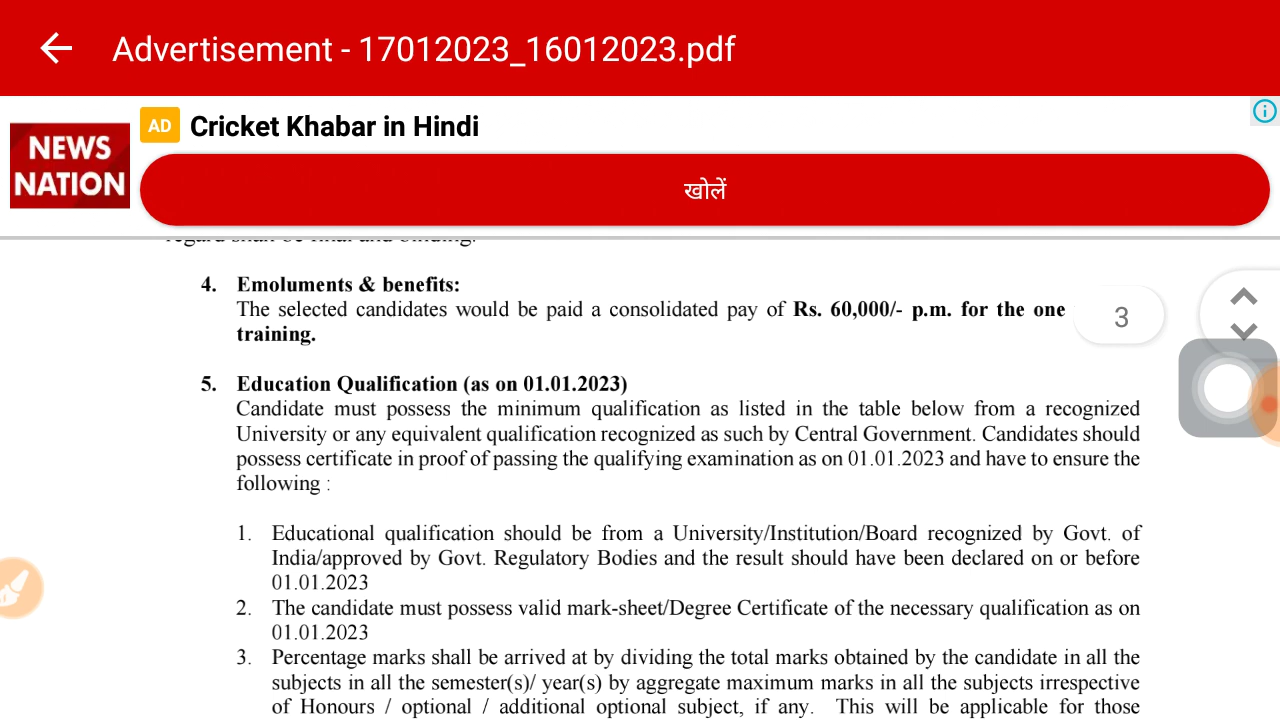 Advertisement - 17012023_16012023.pdf
AD Cricket Khabar in Hindi
NEWS
NATION
खोलें
regard shall be final and binding.
4. Emoluments & benefits:
The selected candidates would be paid a consolidated pay of Rs. 60,000/- p.m. for the one
training.
3
5. Education Qualification (as on 01.01.2023)
Candidate must possess the minimum qualification as listed in the table below from a recognized
University or any equivalent qualification recognized as such by Central Government. Candidates should
possess certificate in proof of passing the qualifying examination as on 01.01.2023 and have to ensure the
following :
1. Educational qualification should be from a University/Institution/Board recognized by Govt. of
India/approved by Govt. Regulatory Bodies and the result should have been declared on or before
01.01.2023
2. The candidate must possess valid mark-sheet/Degree Certificate of the necessary qualification as on
01.01.2023
3. Percentage marks shall be arrived at by dividing the total marks obtained by the candidate in all the
subjects in all the semester(s)/ year(s) by aggregate maximum marks in all the subjects irrespective
of Honours / optional / additional optional subject, if any. This will be applicable for those